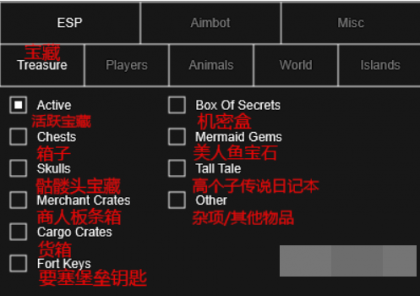 ESP Aimbot Misc
宝藏
Treasure Players Animals World Islands
Active Box Of Secrets
活跃宝藏 机密盒
Chests Mermaid Gems
箱子 美人鱼宝石
Skulls Tall Tale
骷髅头宝藏 高个子传说日记本
Merchant Crates Other
商人板条箱 杂项/其他物品
Cargo Crates
货箱
Fort Keys
要塞堡垒钥匙